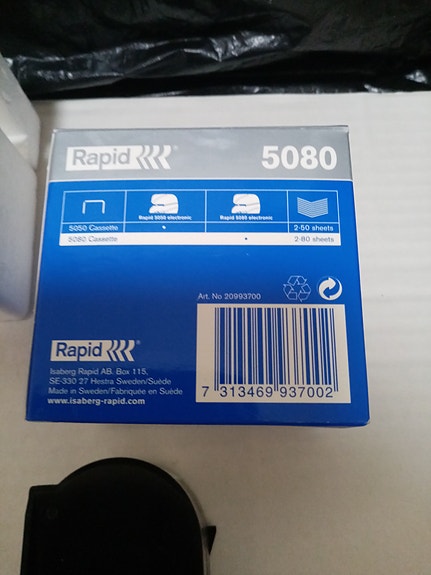 Rapid
5080
Rapid 5050 electronic
Rapid 5080 electronic
5050 Cassette
2-50 sheets
5080 Cassette
2-80 sheets
Art. No 20993700
Rapid
Isaberg Rapid AB. Box 115,
SE-330 27 Hestra Sweden/Suède
Made in Sweden/Fabriquée en Suède
www.isaberg-rapid.com
7 313469 937002